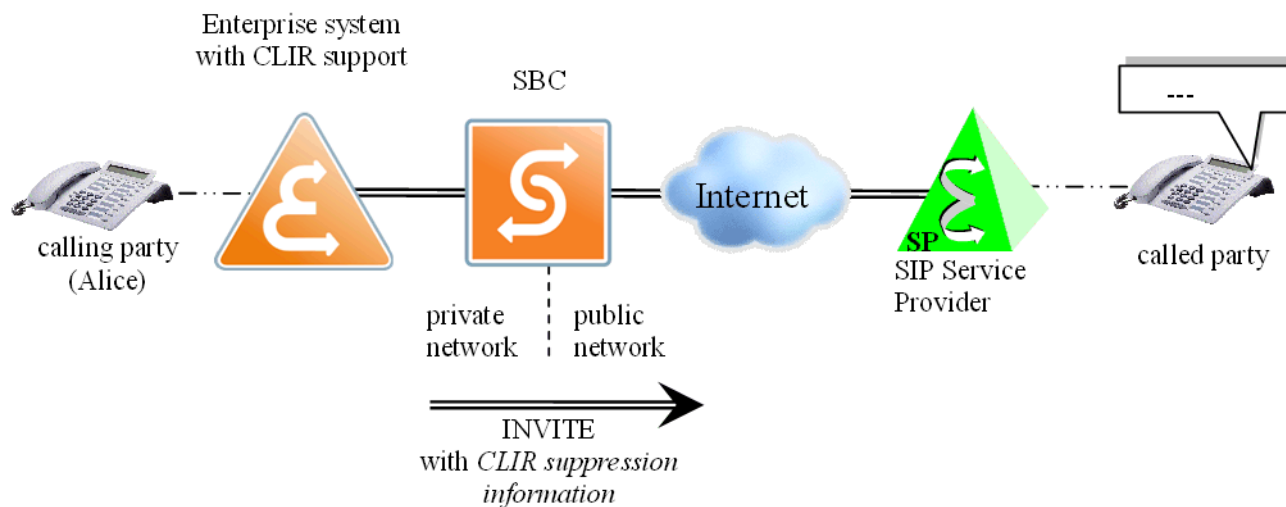 Enterprise system
with CLIR support
SBC
---
Internet
calling party
(Alice)
SP
SIP Service
Provider
called party
private
network
public
network
INVITE
with CLIR suppression
information